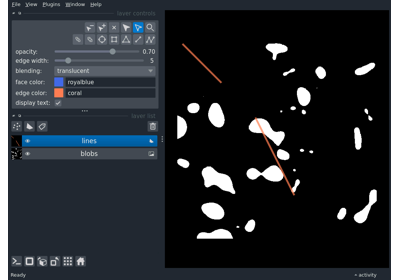 File View Plugins Window Help
layer controls
opacity: 0.70
edge width: 5
blending: translucent
face color: royalblue
edge color: coral
display text:
layer list
lines
blobs
Ready
activity